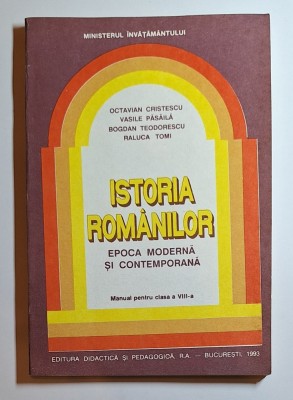 MINISTERUL ÎNVĂȚĂMÂNTULUI
OCTAVIAN CRISTESCU
VASILE PĂSĂILĂ
BOGDAN TEODORESCU
RALUCA TOMI
ISTORIA
ROMÂNILOR
EPOCA MODERNĂ
ȘI CONTEMPORANĂ
Manual pentru clasa a VIII-a
EDITURA DIDACTICĂ ȘI PEDAGOGICĂ, R.A. — BUCUREȘTI, 1993